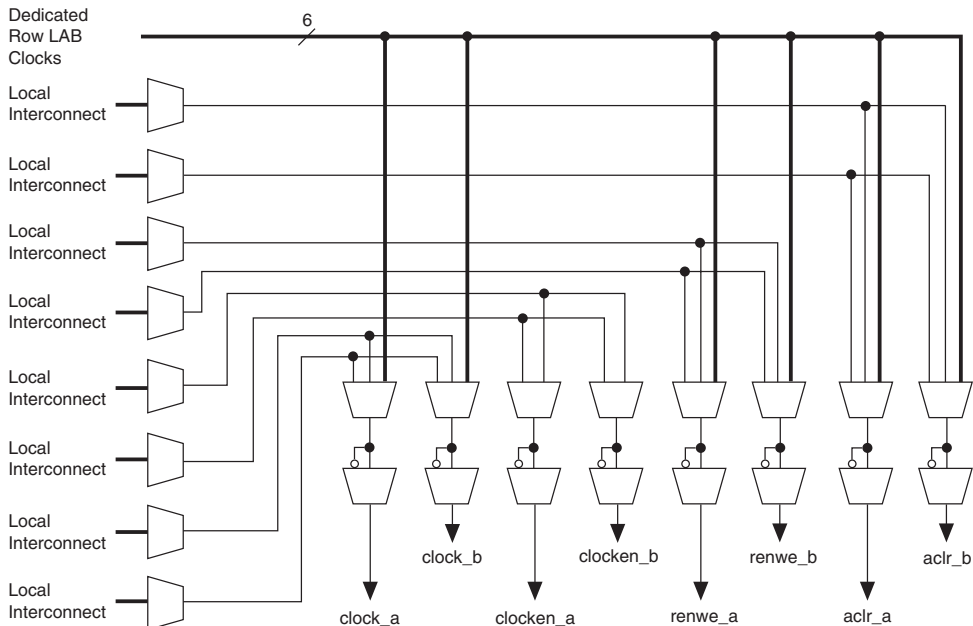 Dedicated
Row LAB
Clocks
6
Local
Interconnect
Local
Interconnect
Local
Interconnect
Local
Interconnect
Local
Interconnect
Local
Interconnect
Local
Interconnect
Local
Interconnect
clock_b
clocken_b
renwe_b
aclr_b
clock_a
clocken_a
renwe_a
aclr_a